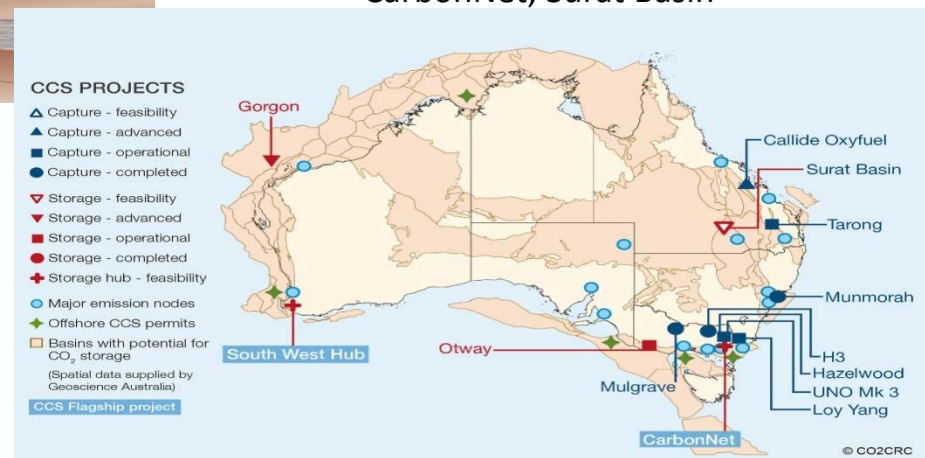 CarbonNet, Surat Basin
CCS PROJECTS
Capture - feasibility
Capture - advanced
Capture - operational
Capture - completed
Storage - feasibility
Storage - advanced
Storage - operational
Storage - completed
Storage hub - feasibility
Major emission nodes
Offshore CCS permits
Basins with potential for
CO₂ storage
(Spatial data supplied by
Geoscience Australia)
CCS Flagship project
Gorgon
South West Hub
Otway
Mulgrave
CarbonNet
Callide Oxyfuel
Surat Basin
Tarong
Munmorah
H3
Hazelwood
UNO Mk 3
Loy Yang
© CO2CRC